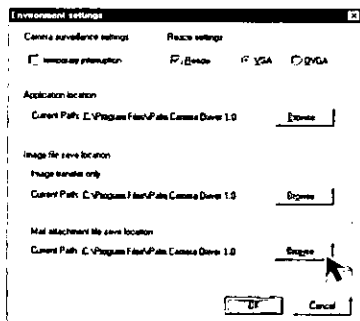 Environment settings
Camera surveillance settings
Resize settings
temporary interruption
Resize
VGA
QVGA
Application location
Current Path: C:\Program Files\Palm Camera Driver 1.0
Browse
Image file save location
Image transfer only
Current Path: C:\Program Files\Palm Camera Driver 1.0
Browse
Mail attachment file save location
Current Path: C:\Program Files\Palm Camera Driver 1.0
Browse
OK
Cancel